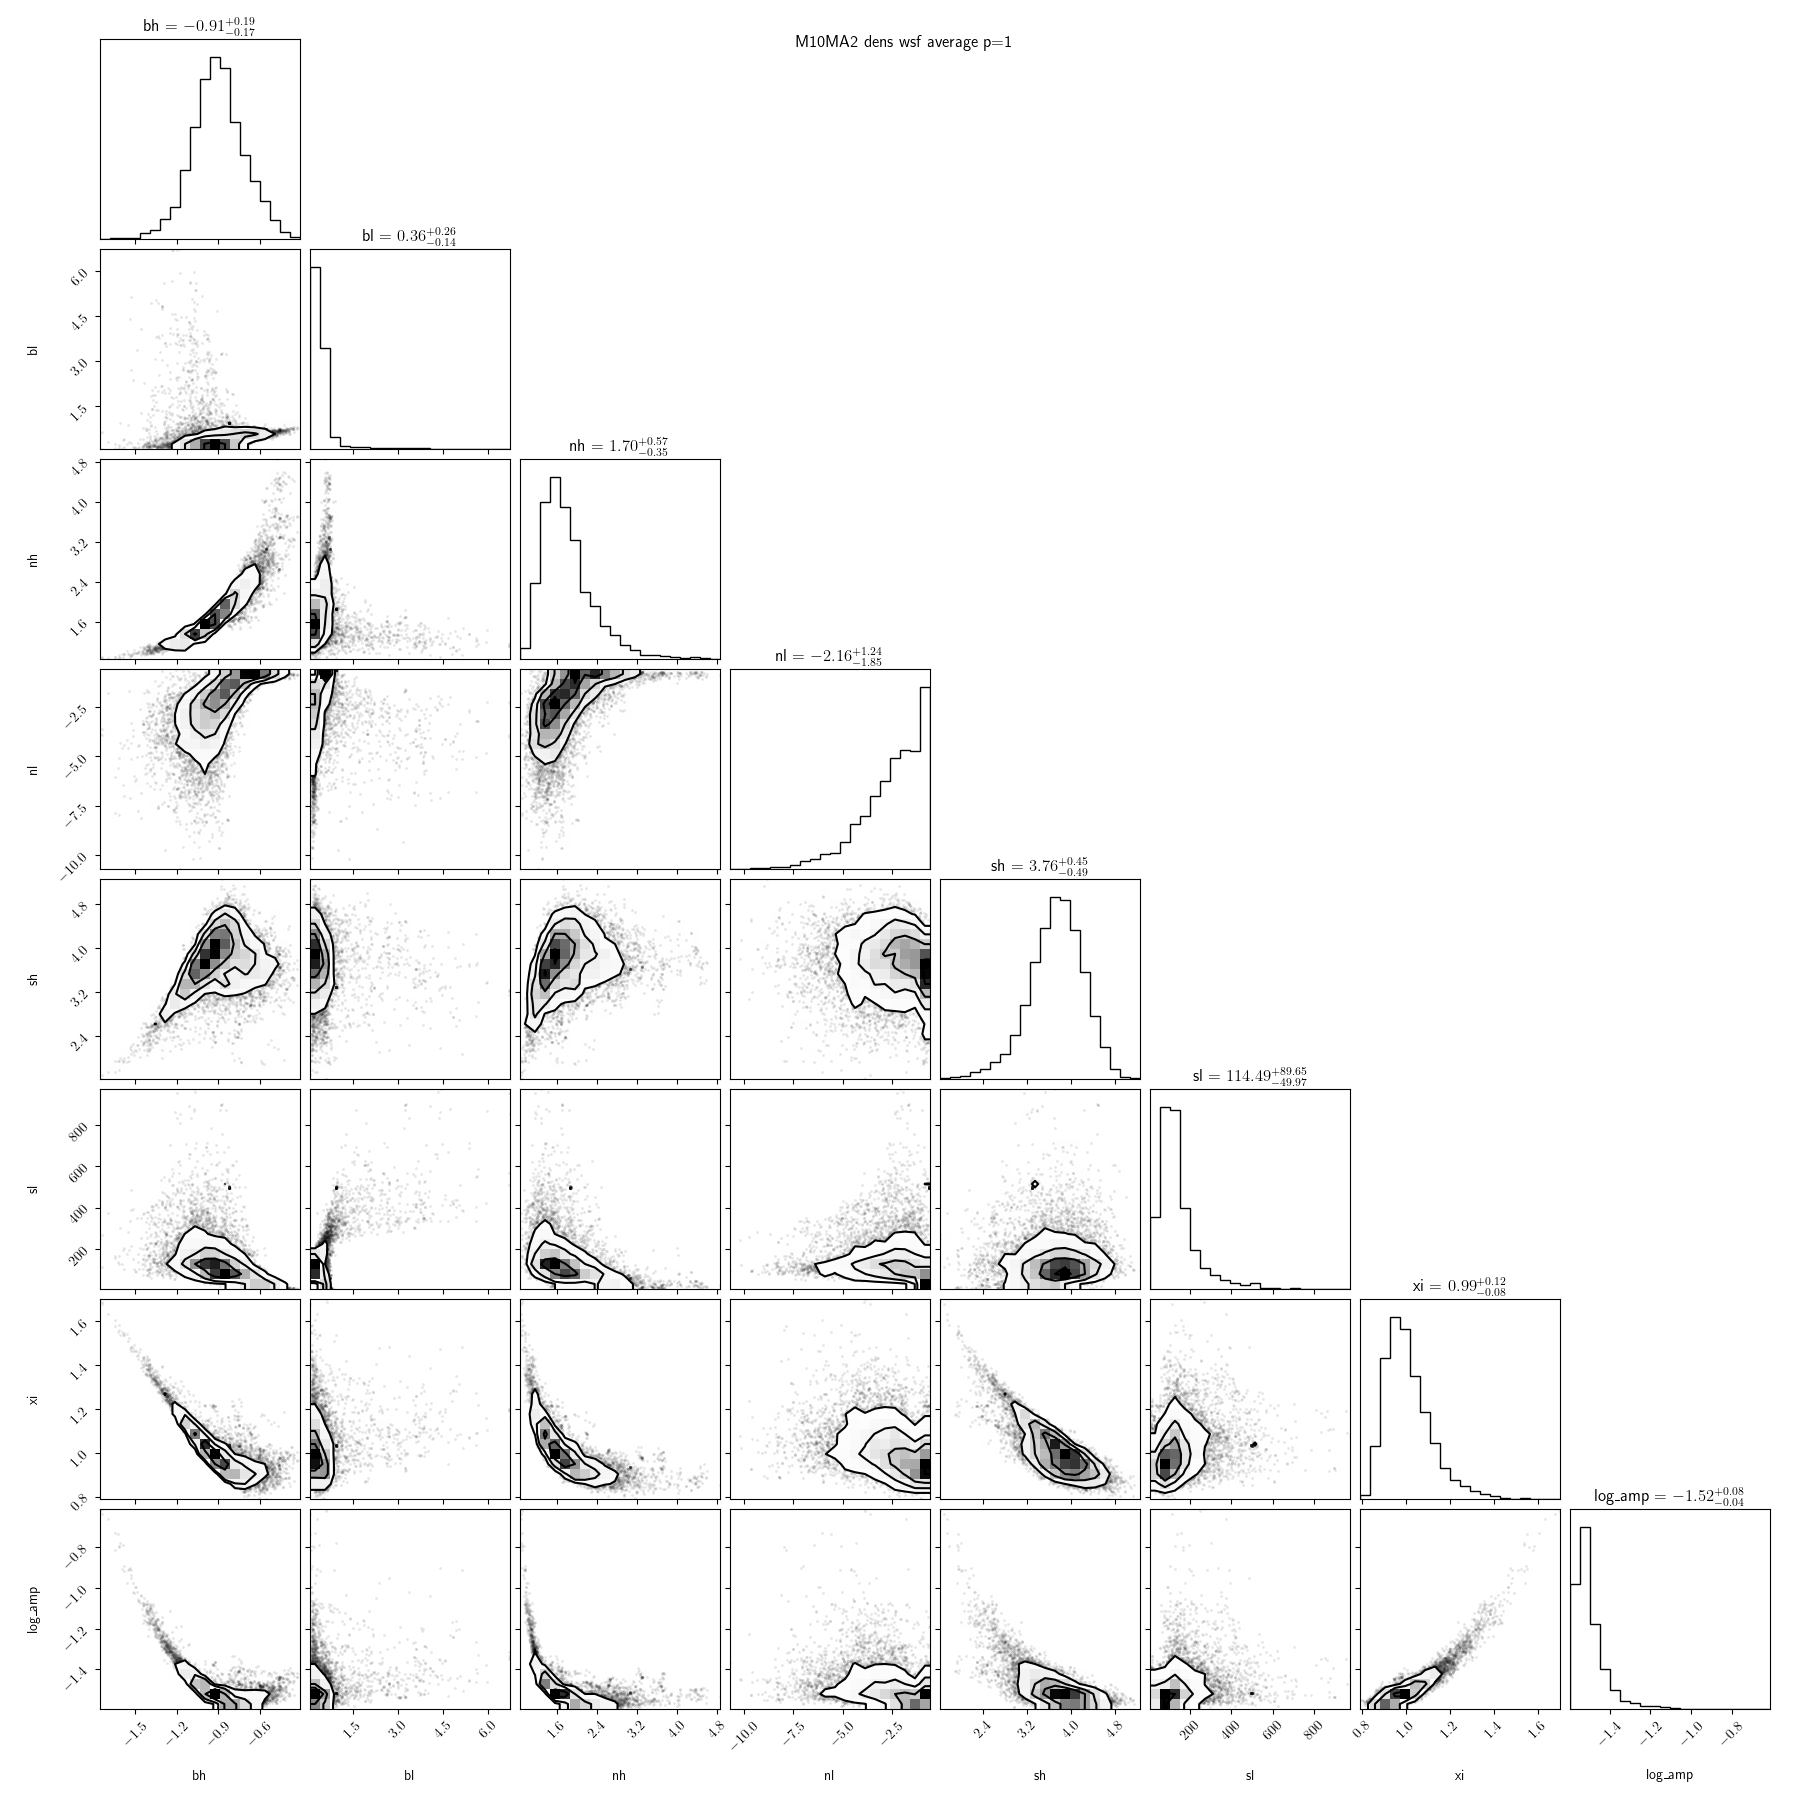 M10MA2 dens wsf average p=1
bh = −0.91+0.19−0.17
bl = 0.36+0.26−0.14
nh = 1.70+0.57−0.35
nl = −2.16+1.24−1.85
sh = 3.76+0.45−0.49
sl = 114.49+89.65−49.97
xi = 0.99+0.12−0.08
log_amp = −1.52+0.08−0.04
bl
6.0
4.5
3.0
1.5
nh
4.8
4.0
3.2
2.4
1.6
nl
−2.5
−5.0
−7.5
−10.0
sh
4.8
4.0
3.2
2.4
sl
800
600
400
200
xi
1.6
1.4
1.2
1.0
0.8
log_amp
−0.8
−1.0
−1.2
−1.4
−1.5 −1.2 −0.9 −0.6 1.5 3.0 4.5 6.0 1.6 2.4 3.2 4.0 4.8 −10.0 −7.5 −5.0 −2.5 2.4 3.2 4.0 4.8 200 400 600 800 0.8 1.0 1.2 1.4 1.6 −1.4 −1.2 −1.0 −0.8
bh bl nh nl sh sl xi log_amp